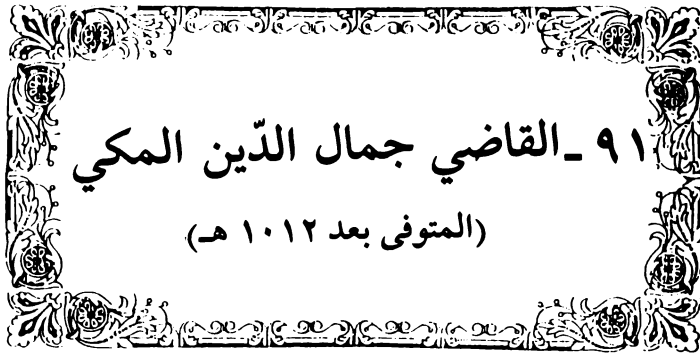 ٩١ ـ القاضي جمال الدّين المكي
(المتوفى بعد ١٠١٢ هـ)